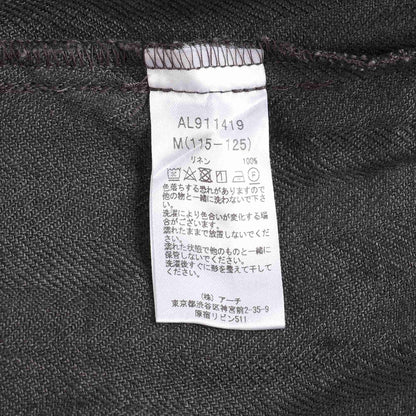 AL911419
M(115-125)
リネン 100%
色落ちする恐れがありますので
他の物と一緒に洗わないで下さい。
洗濯により色合いが変化する場
合がございます。
濡れたままで放置しないでくだ
さい。
濡れた状態で他のものと一緒に
保管しないでください。
洗濯後すぐに形を整えて干して
ください。
(株) アーチ
東京都渋谷区神宮前2-35-9
原宿リビン511